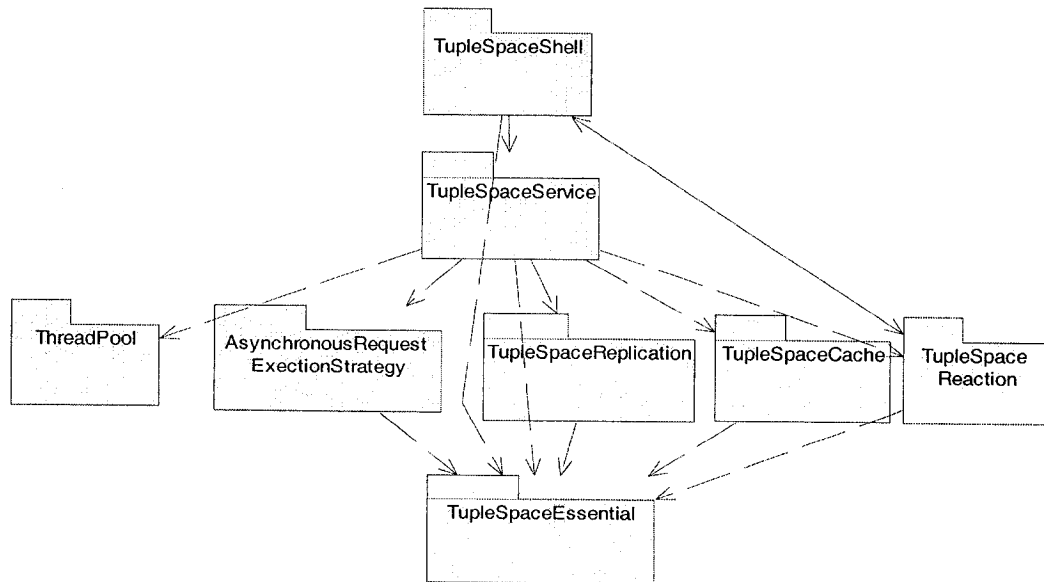 TupleSpaceShell
TupleSpaceService
ThreadPool
AsynchronousRequest
ExectionStrategy
TupleSpaceReplication
TupleSpaceCache
TupleSpace
Reaction
TupleSpaceEssential